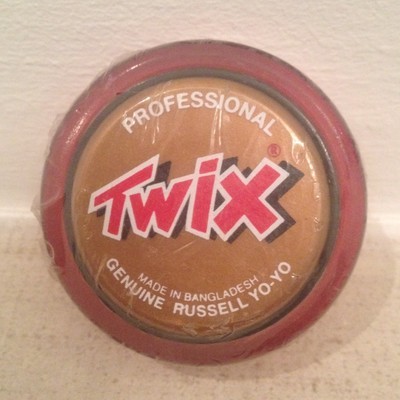 PROFESSIONAL
TWIX®
MADE IN BANGLADESH
GENUINE RUSSELL YO-YO